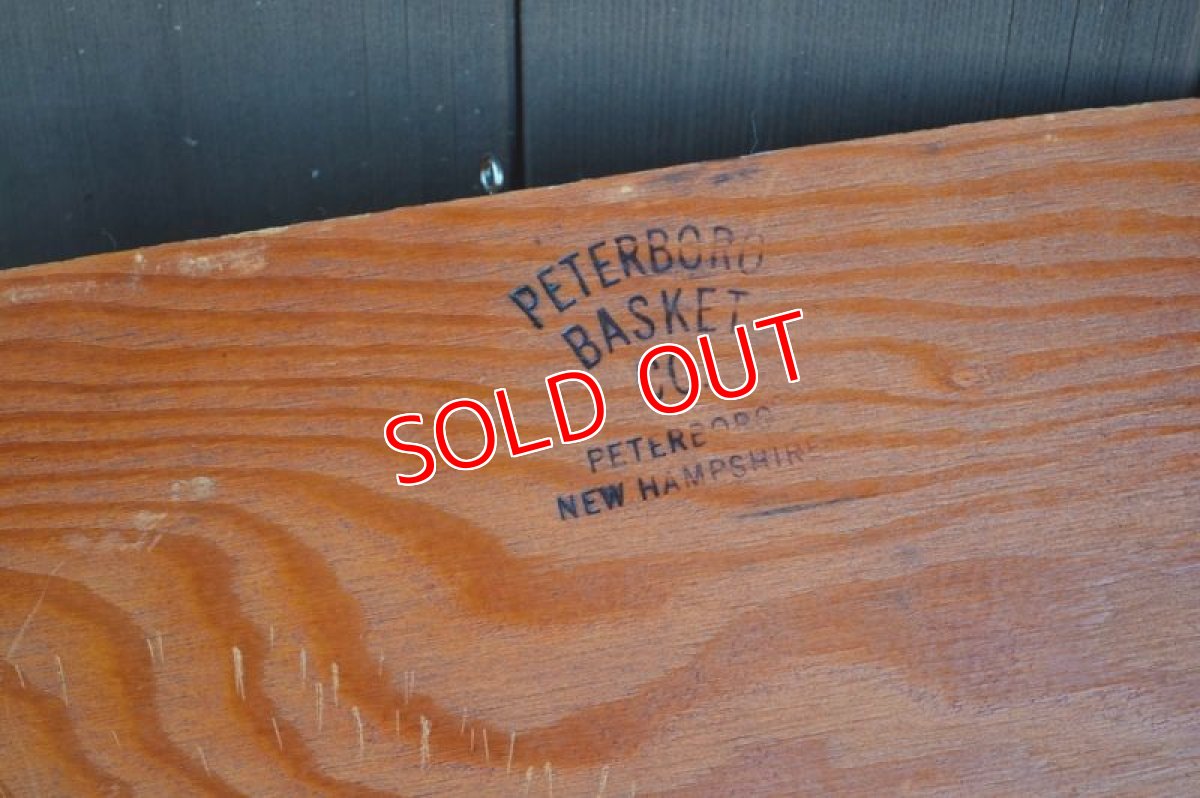 PETERBORO
BASKET
CO.
SOLD OUT
PETERBORO
NEW HAMPSHIRE